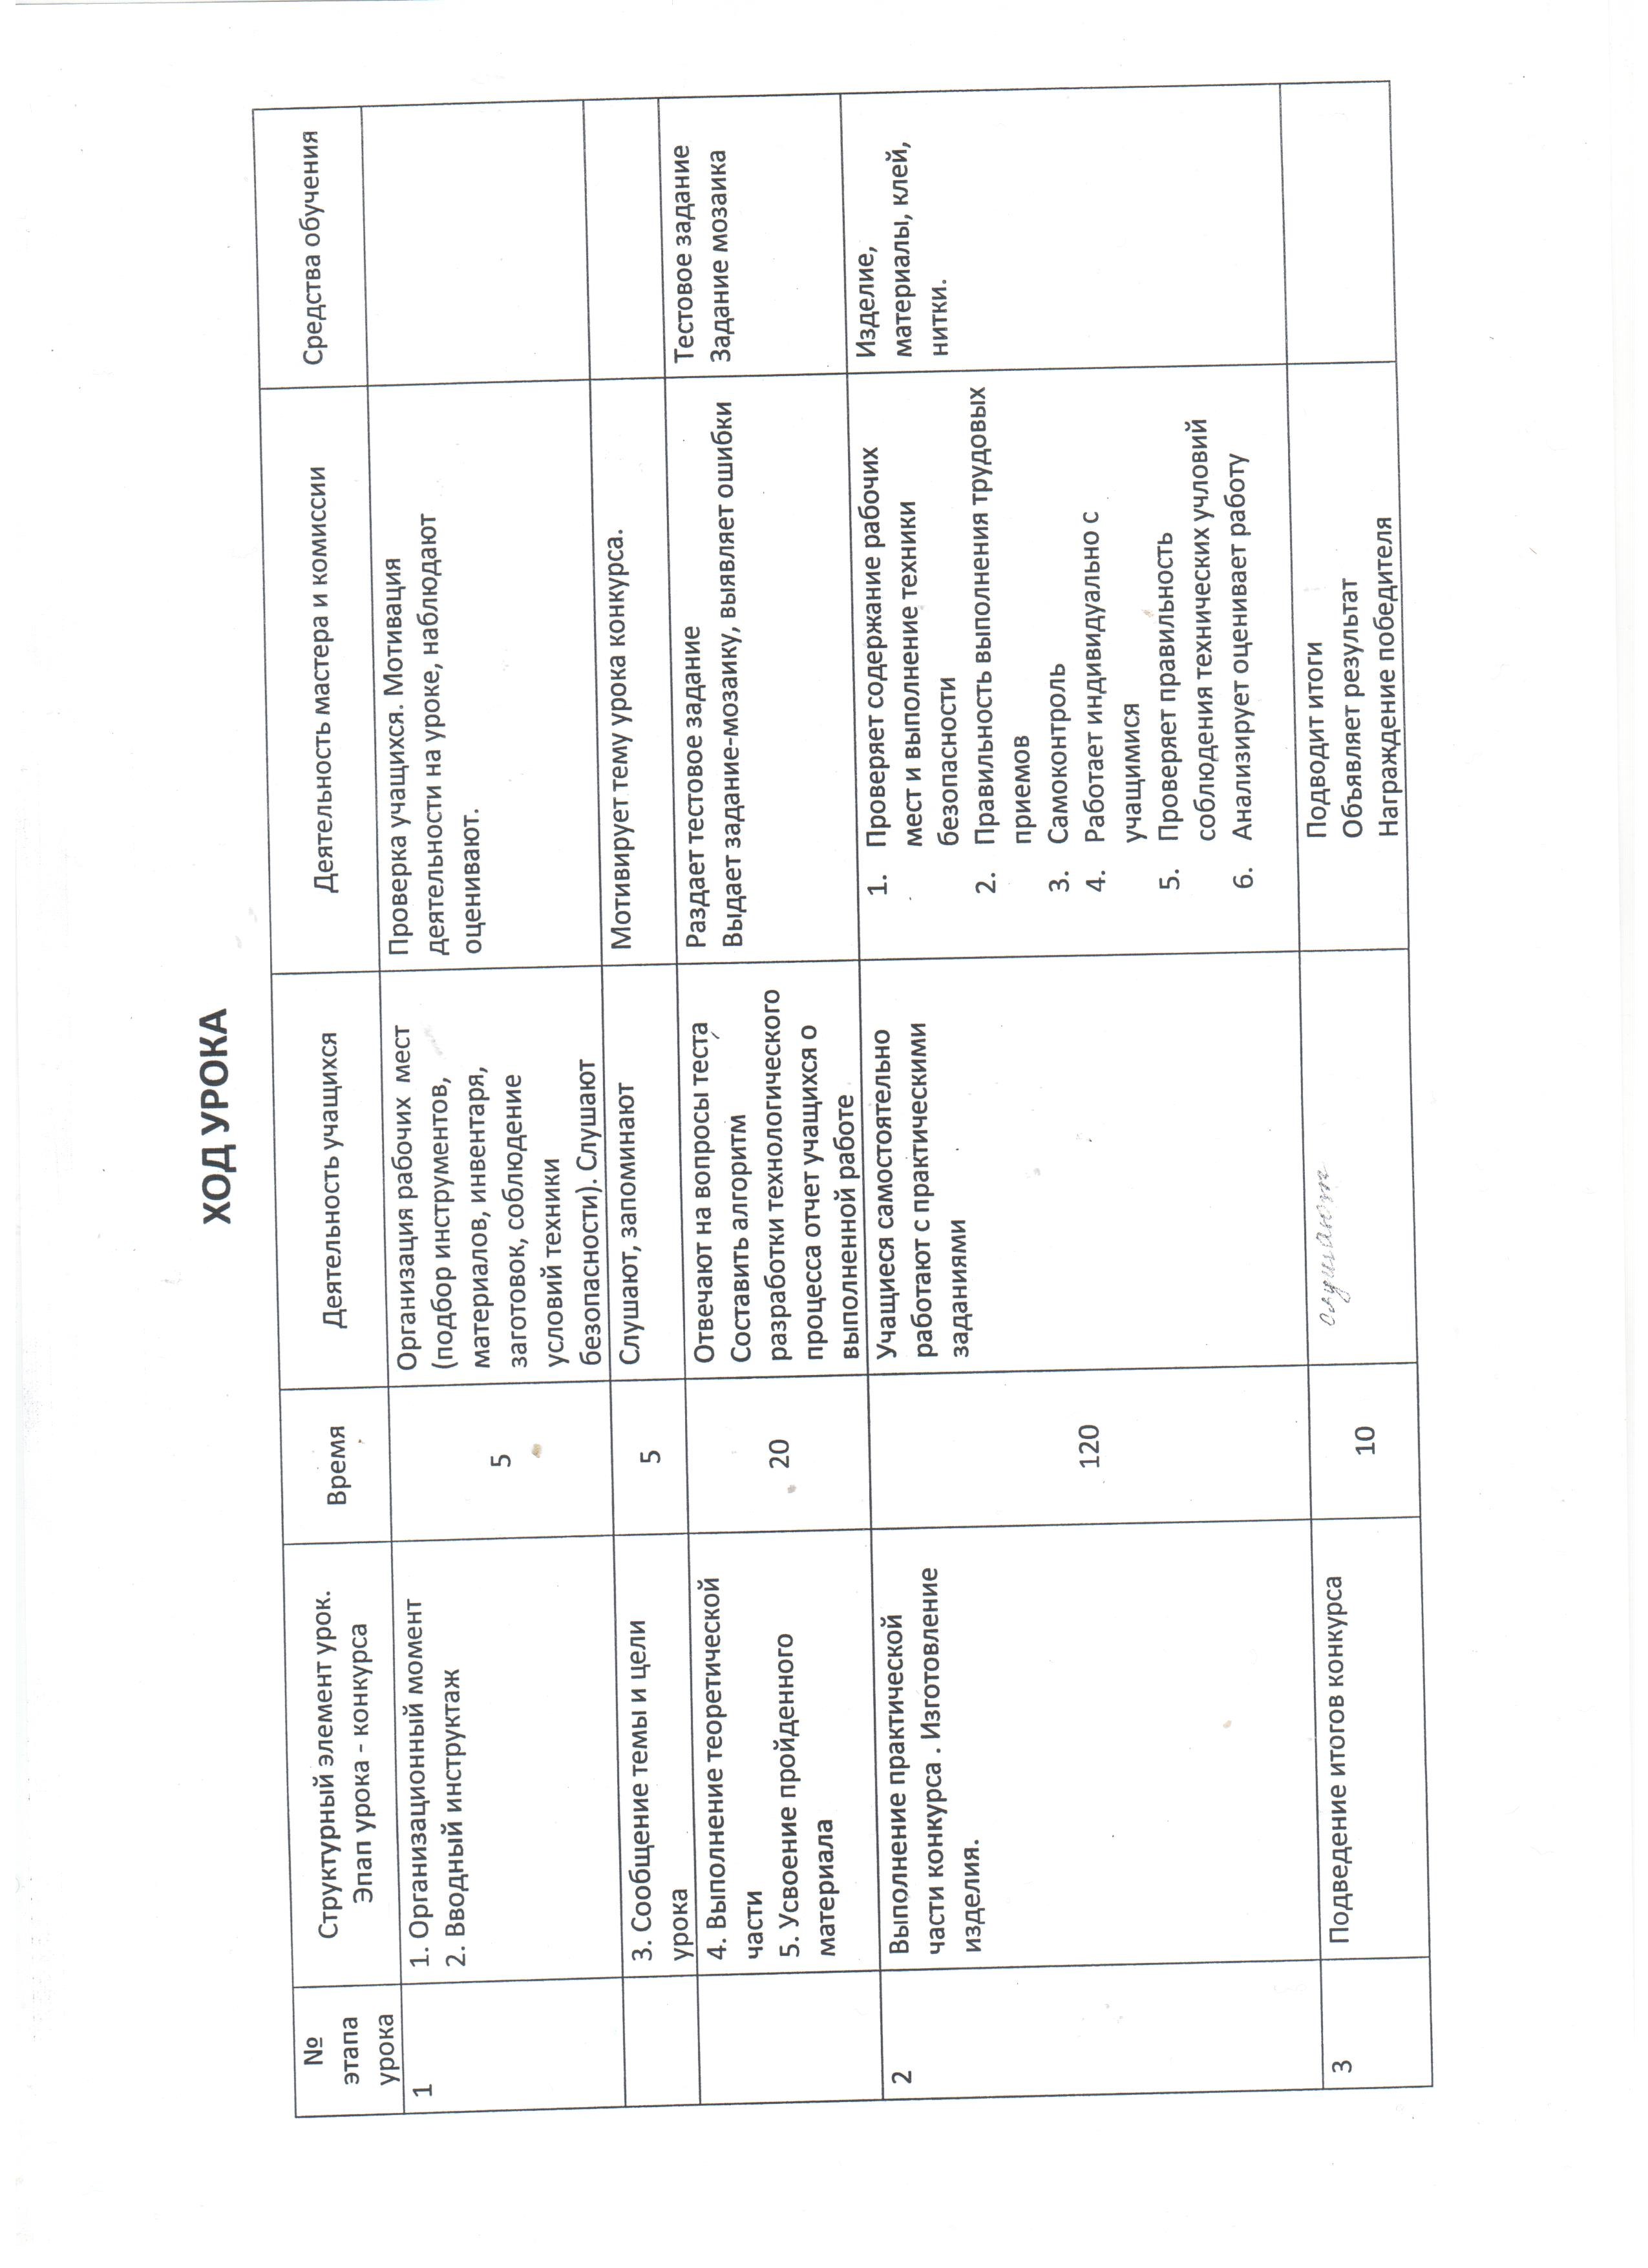 ХОД УРОКА
№
этапа
урока
Структурный элемент урок.
Эпап урока - конкурса
Время
Деятельность учащихся
Деятельность мастера и комиссии
Средства обучения
1
1. Организационный момент
2. Вводный инструктаж
5
Организация рабочих мест
(подбор инструментов,
материалов, инвентаря,
заготовок, соблюдение
условий техники
безопасности). Слушают
Проверка учащихся. Мотивация
деятельности на уроке, наблюдают
оценивают.
3. Сообщение темы и цели
урока
5
Слушают, запоминают
Мотивирует тему урока конкурса.
4. Выполнение теоретической
части
5. Усвоение пройденного
материала
20
Отвечают на вопросы теста
Составить алгоритм
разработки технологического
процесса отчет учащихся о
выполненной работе
Раздает тестовое задание
Выдает задание-мозаику, выявляет ошибки
Тестовое задание
Задание мозаика
2
Выполнение практической
части конкурса . Изготовление
изделия.
120
Учащиеся самостоятельно
работают с практическими
заданиями
1. Проверяет содержание рабочих
мест и выполнение техники
безопасности
2. Правильность выполнения трудовых
приемов
3. Самоконтроль
4. Работает индивидуально с
учащимися
5. Проверяет правильность
соблюдения технических учловий
6. Анализирует оценивает работу
Изделие,
материалы, клей,
нитки.
3
Подведение итогов конкурса
10
слушают
Подводит итоги
Объявляет результат
Награждение победителя